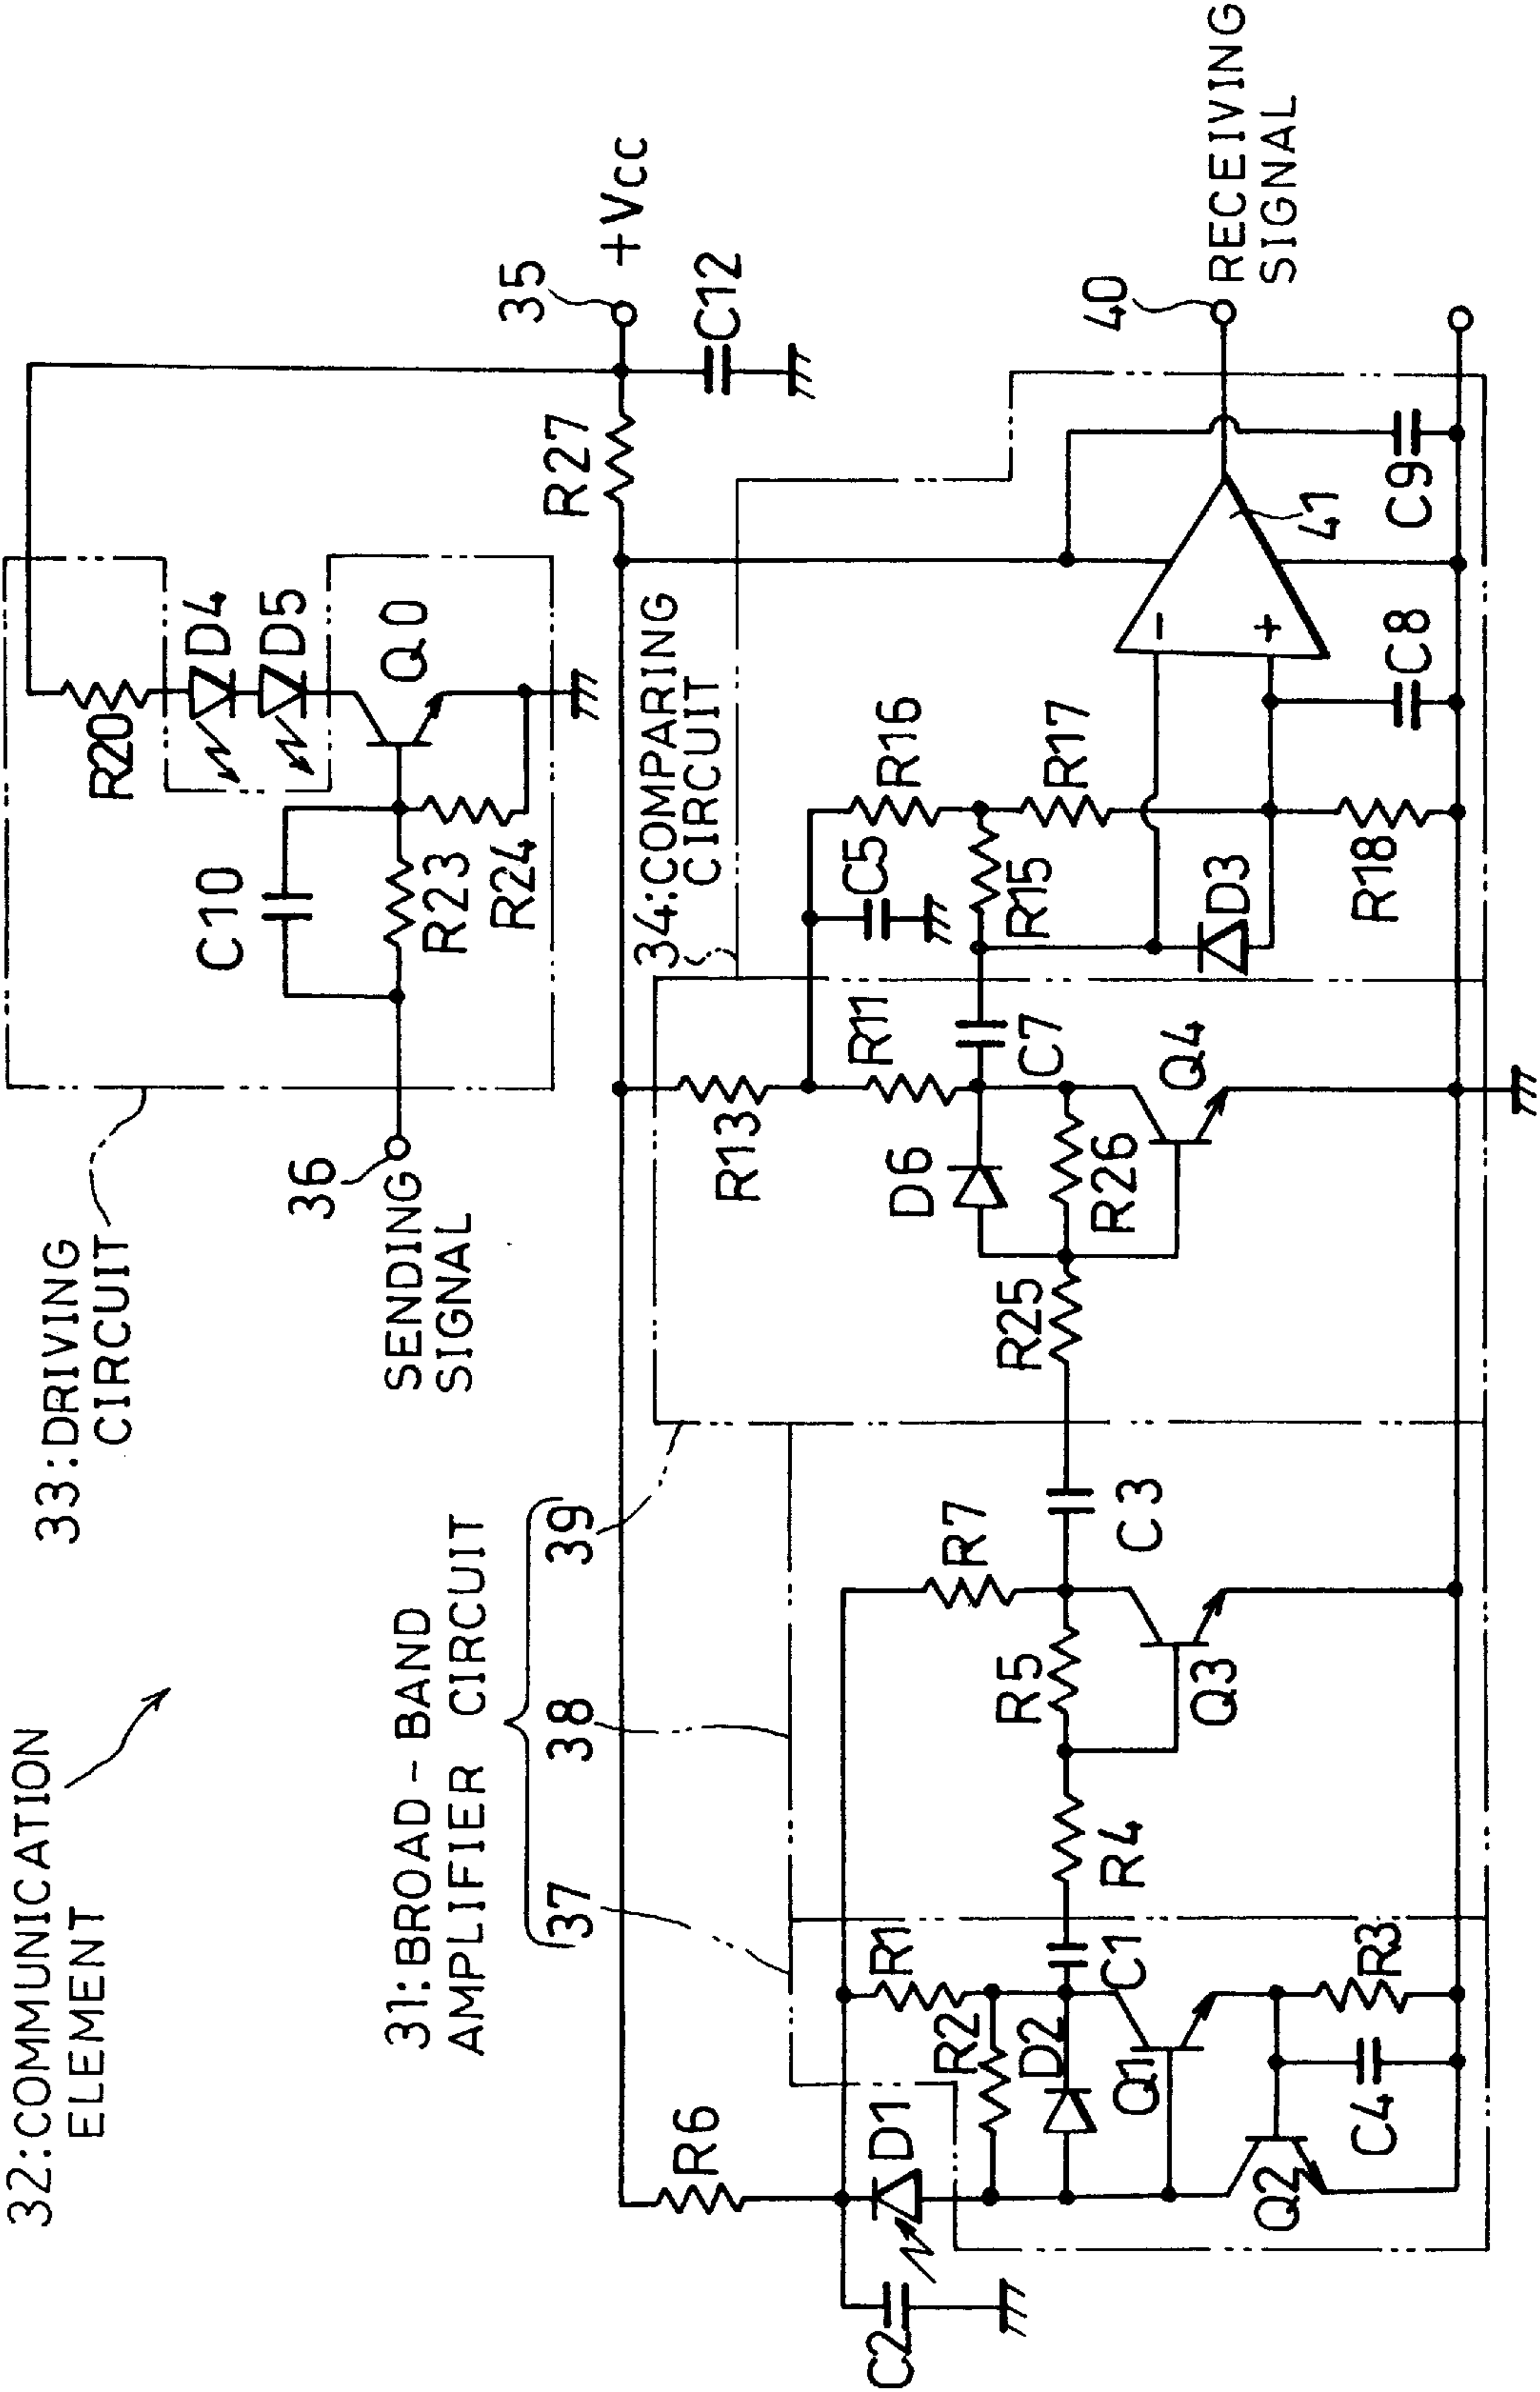 32:COMMUNICATION
ELEMENT
33:DRIVING
CIRCUIT
36
SENDING
SIGNAL
C10
R23
R24
R20
D4
D5
Q0
31:BROAD-BAND
AMPLIFIER CIRCUIT
37
38
39
34:COMPARING
CIRCUIT
R27
35
+Vcc
C12
R6
C2
D1
R1
R2
D2
C1
Q1
Q2
C4
R3
R4
R5
R7
Q3
C3
R25
R26
D6
R13
R11
C7
Q4
C5
R15
R16
R17
D3
R18
C8
-
+
41
C9
40
RECEIVING
SIGNAL